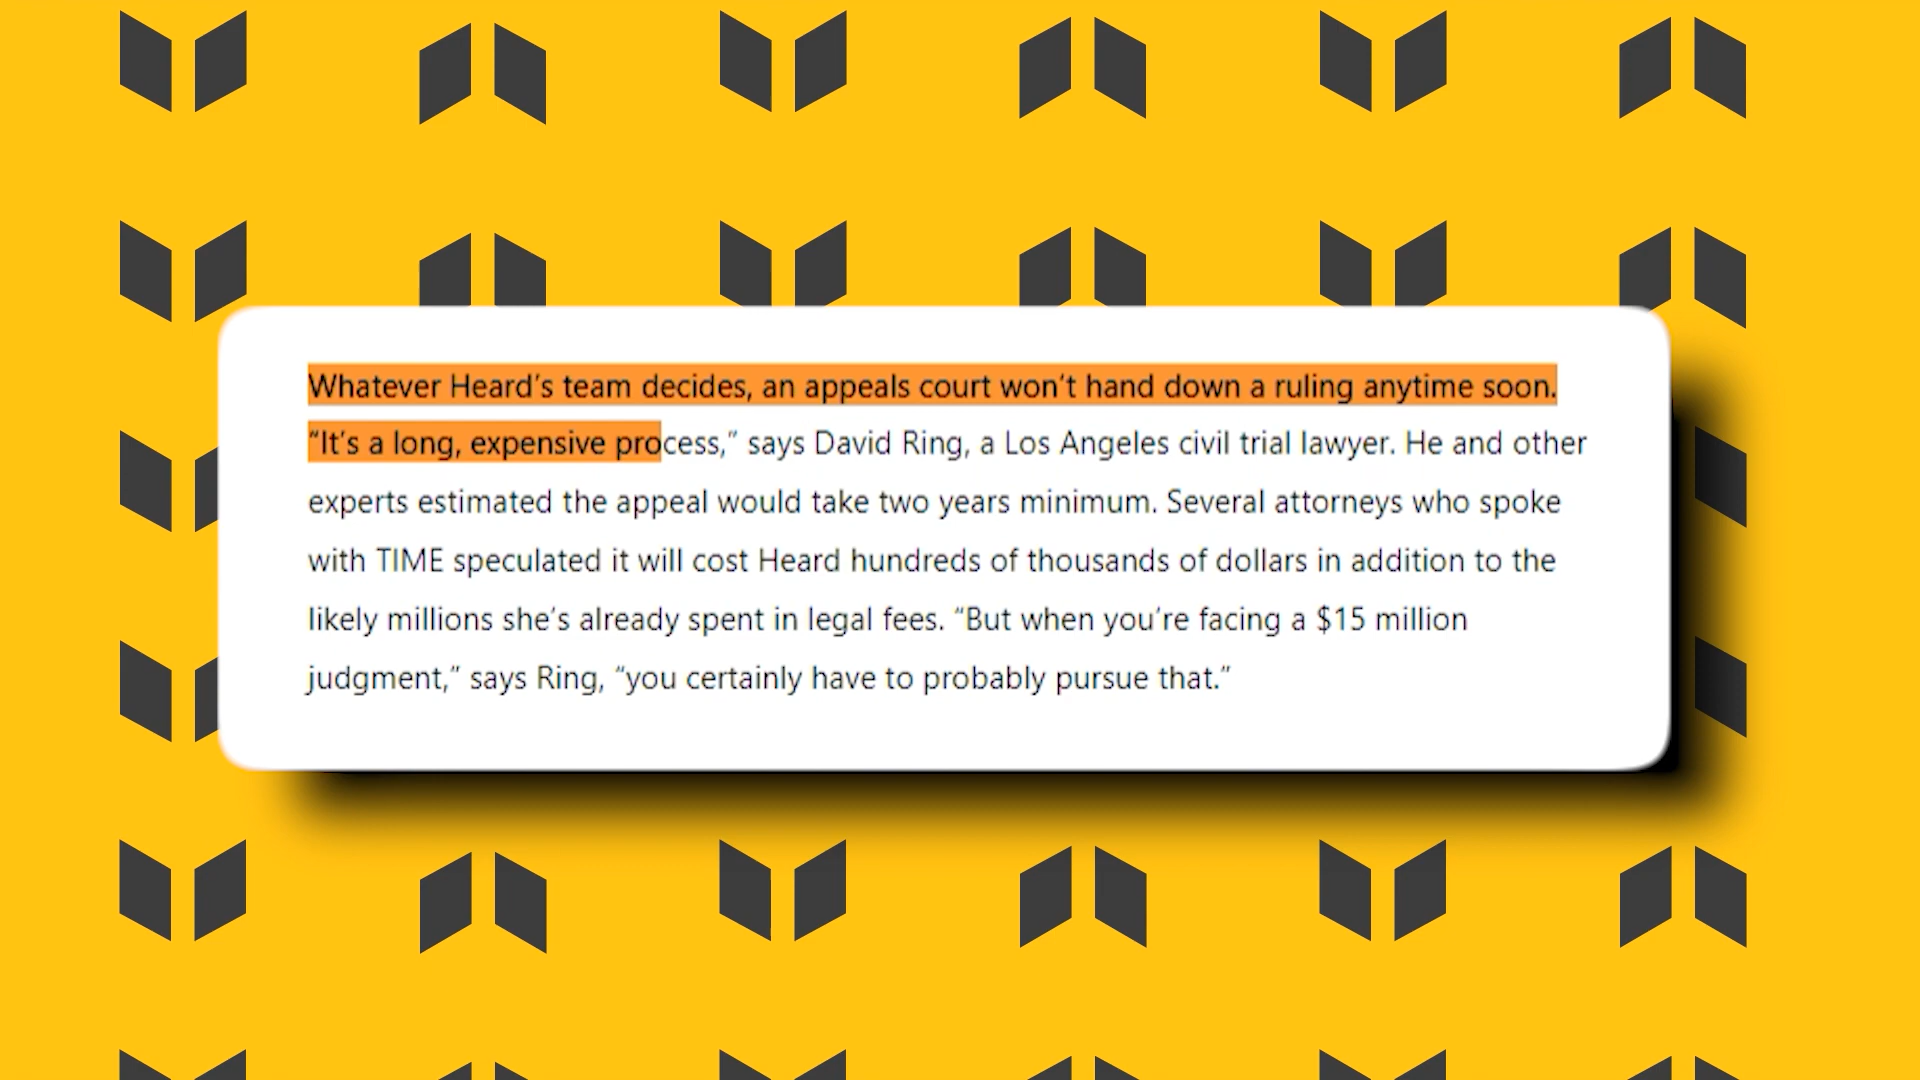 Whatever Heard’s team decides, an appeals court won’t hand down a ruling anytime soon.
“It’s a long, expensive process,” says David Ring, a Los Angeles civil trial lawyer. He and other
experts estimated the appeal would take two years minimum. Several attorneys who spoke
with TIME speculated it will cost Heard hundreds of thousands of dollars in addition to the
likely millions she’s already spent in legal fees. “But when you’re facing a $15 million
judgment,” says Ring, “you certainly have to probably pursue that.”